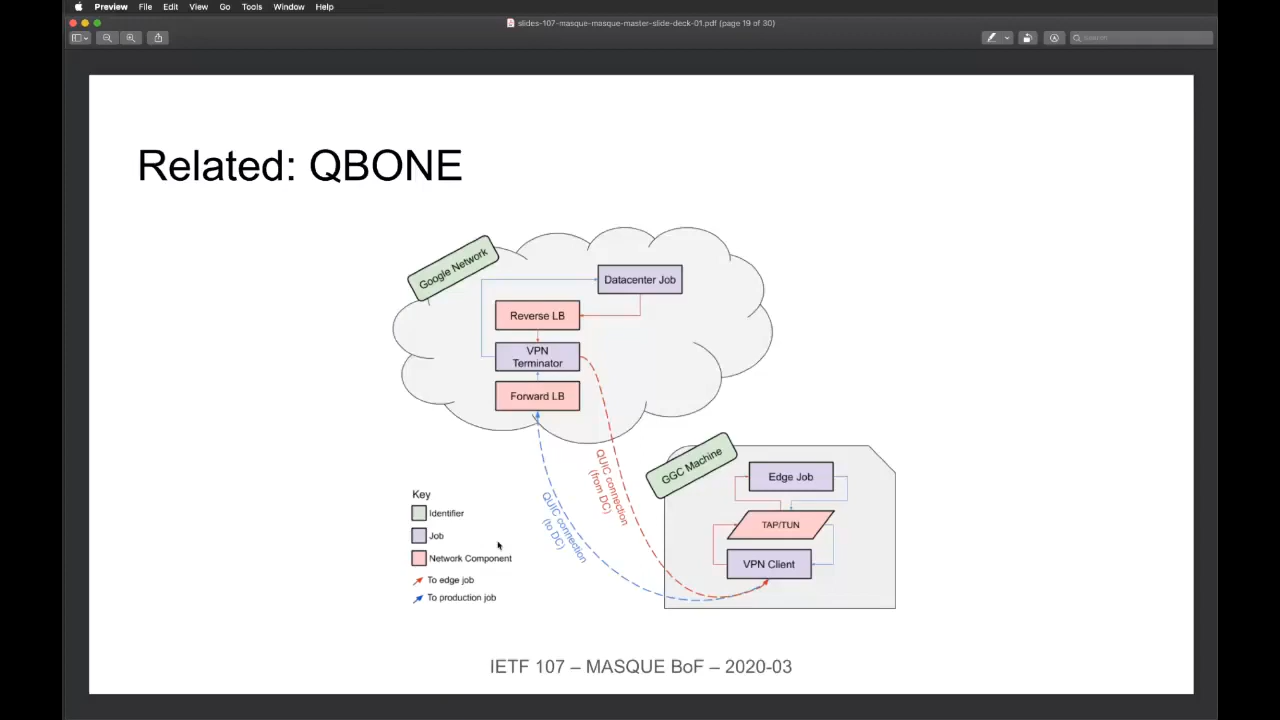 Preview File Edit View Go Tools Window Help
slides-107-masque-masque-master-slide-deck-01.pdf (page 19 of 30)
Search
Related: QBONE
Google Network
Datacenter Job
Reverse LB
VPN
Terminator
Forward LB
QUIC connection
(from DC)
QUIC connection
(to DC)
GGC Machine
Edge Job
TAP/TUN
VPN Client
Key
Identifier
Job
Network Component
To edge job
To production job
IETF 107 – MASQUE BoF – 2020-03